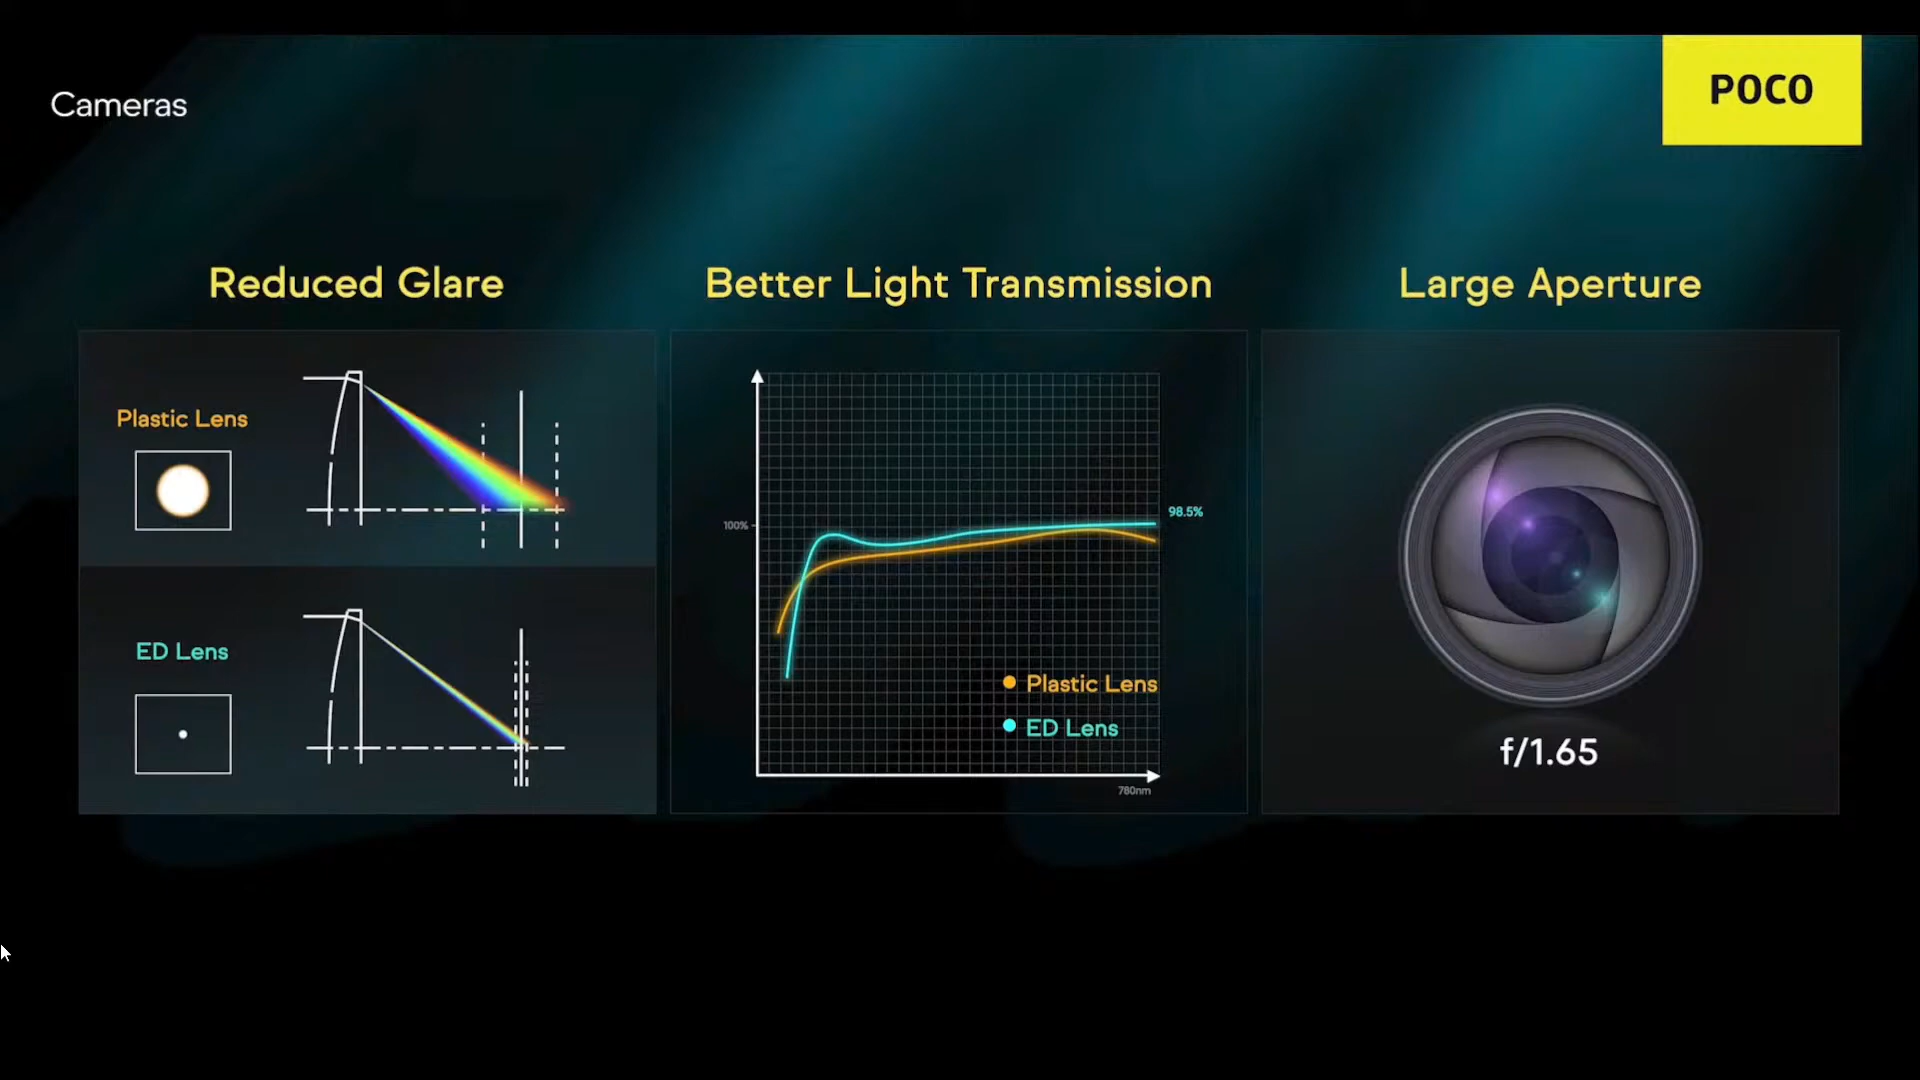 Cameras
POCO
Reduced Glare
Better Light Transmission
Large Aperture
Plastic Lens
ED Lens
100%
98.5%
Plastic Lens
ED Lens
780nm
f/1.65